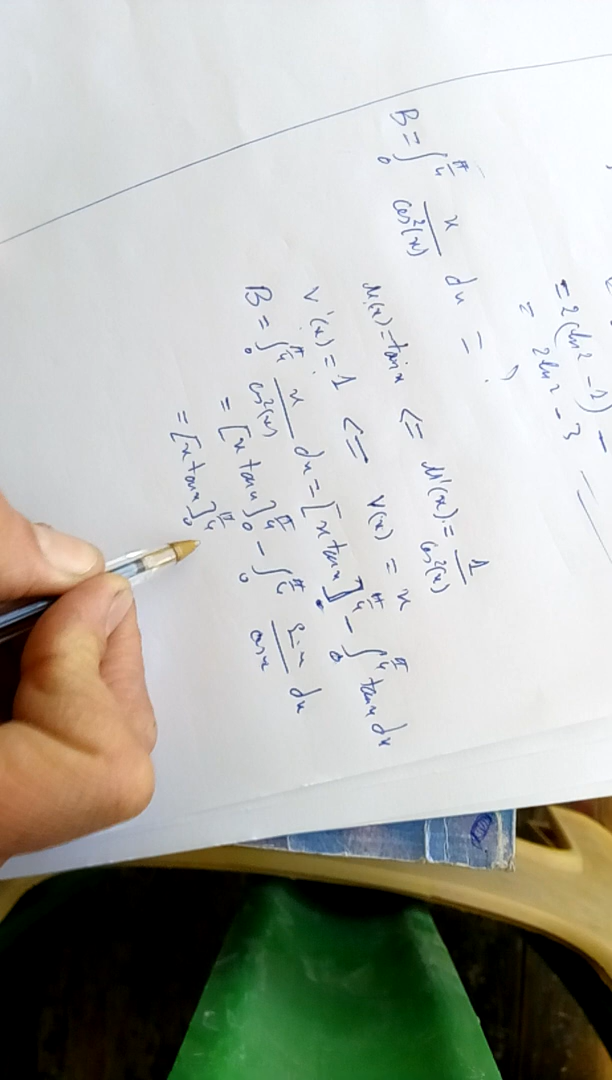 = 2(ln2 - 1) -
= 2ln2 - 3
B = ∫₀^(π/4) x/cos²(x) dx = ?
u(x) = tan x <= u'(x) = 1/cos²(x)
v'(x) = 1 <= v(x) = x
B = ∫₀^(π/4) x/cos²(x) dx = [x tan x]₀^(π/4) - ∫₀^(π/4) tan x dx
= [x tan x]₀^(π/4) - ∫₀^(π/4) sin x/cos x dx
= [x tan x]₀^(π/4)